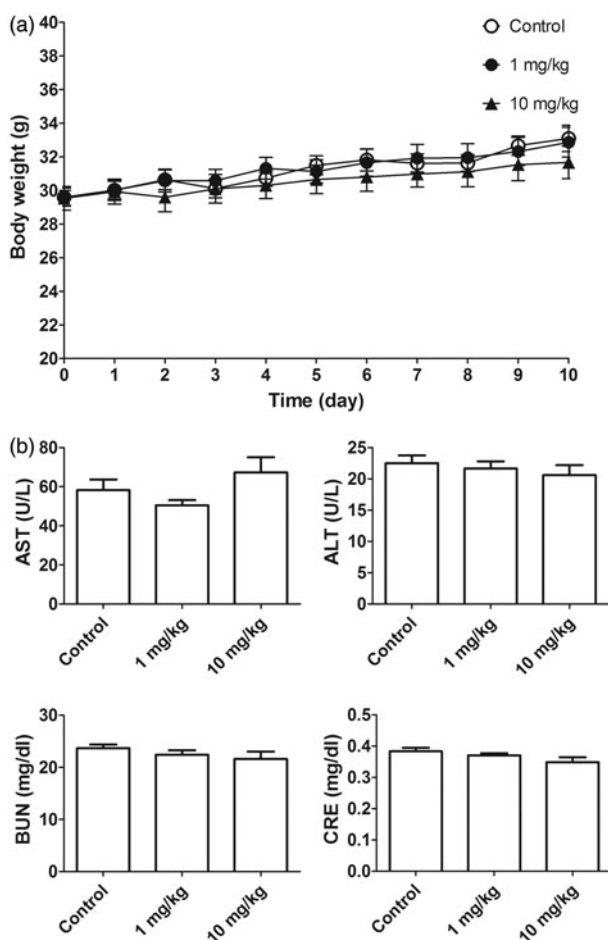 (a)
Control
1 mg/kg
10 mg/kg
Body weight (g)
40
38
36
34
32
30
28
26
24
22
20
0 1 2 3 4 5 6 7 8 9 10
Time (day)
(b)
AST (U/L)
80
60
40
20
0
Control
1 mg/kg
10 mg/kg
ALT (U/L)
25
20
15
10
5
0
Control
1 mg/kg
10 mg/kg
BUN (mg/dl)
30
20
10
0
Control
1 mg/kg
10 mg/kg
CRE (mg/dl)
0.5
0.4
0.3
0.2
0.1
0.0
Control
1 mg/kg
10 mg/kg